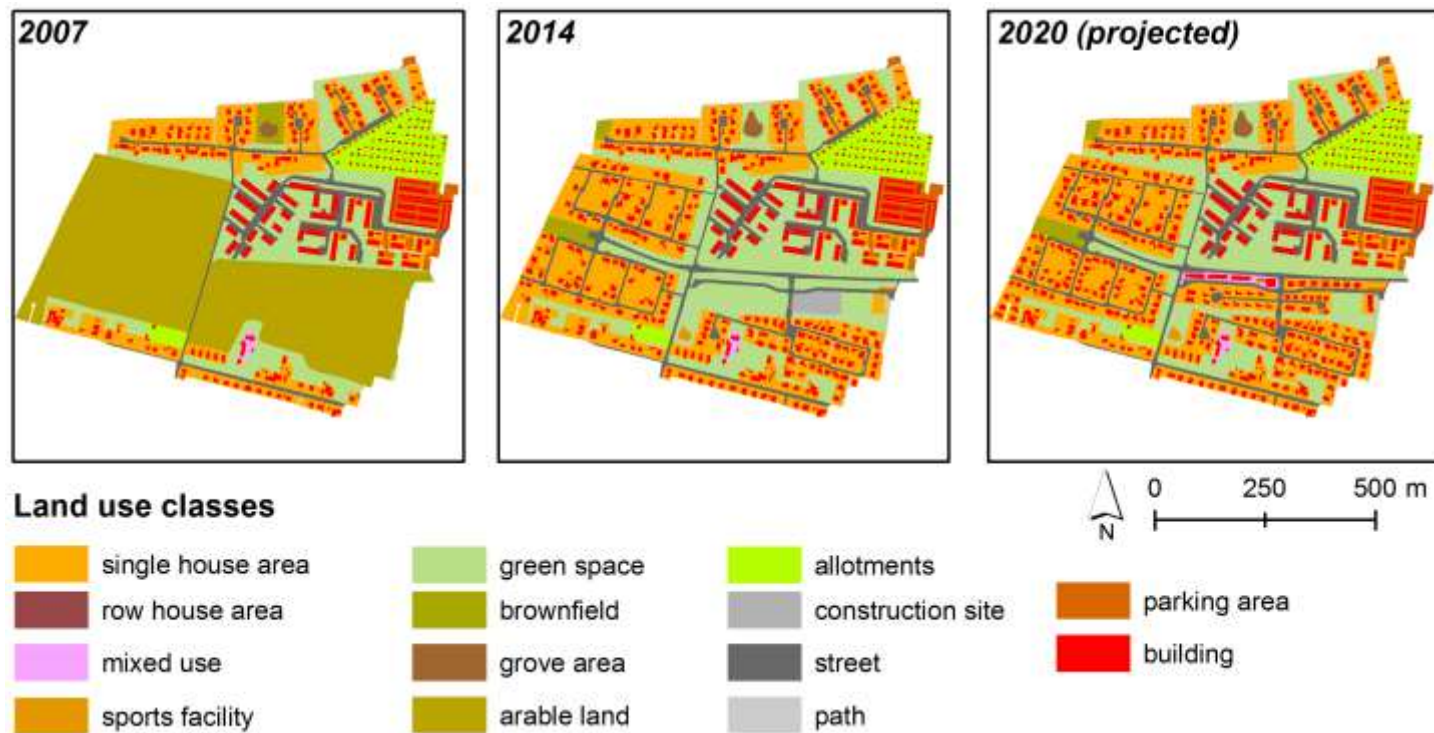 2007
2014
2020 (projected)
Land use classes
0 250 500 m
N
single house area
row house area
mixed use
sports facility
green space
brownfield
grove area
arable land
allotments
construction site
street
path
parking area
building